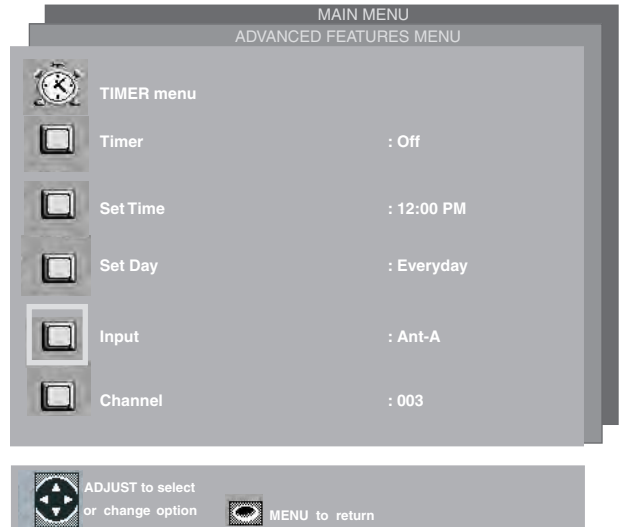 MAIN MENU
ADVANCED FEATURES MENU
TIMER menu
Timer : Off
Set Time : 12:00 PM
Set Day : Everyday
Input : Ant-A
Channel : 003
ADJUST to select
or change option
MENU to return